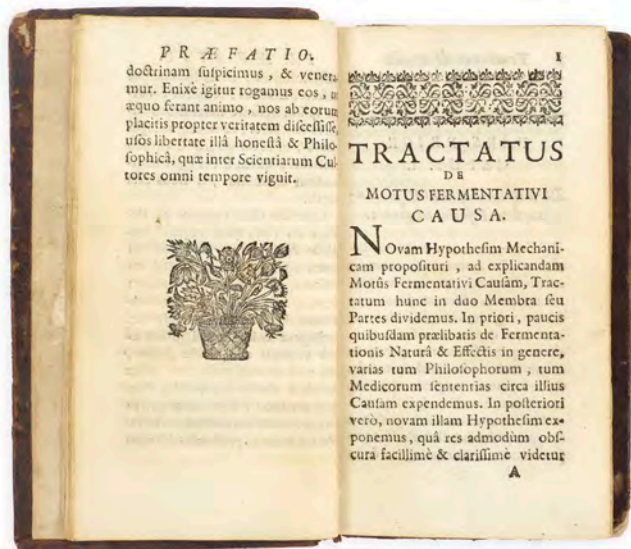 PRÆFATIO.
doctrinam ſuſpicimus, & venera-
mur. Enixè igitur rogamus eos, ut
æquo ferant animo, nos ab eorum
placitis propter veritatem diſceſſiſſe,
uſos libertate illâ honeſtâ & Philo-
ſophicâ, quæ inter Scientiarum Cul-
tores omni tempore viguit.
1
TRACTATUS
DE
MOTUS FERMENTATIVI
CAUSA.
NOvam Hypotheſim Mechani-
cam propoſituri, ad explicandam
Motûs Fermentativi Cauſam, Trac-
tatum hunc in duo Membra ſeu
Partes dividemus. In priori, paucis
quibuſdam prælibatis de Fermenta-
tionis Naturâ & Effectis in genere,
varias tum Philoſophorum, tum
Medicorum ſententias circa illius
Cauſam expendemus. In poſteriori
verò, novam illam Hypotheſim ex-
ponemus, quâ res admodùm obſ-
cura facillimè & clariſſimè videtur
A